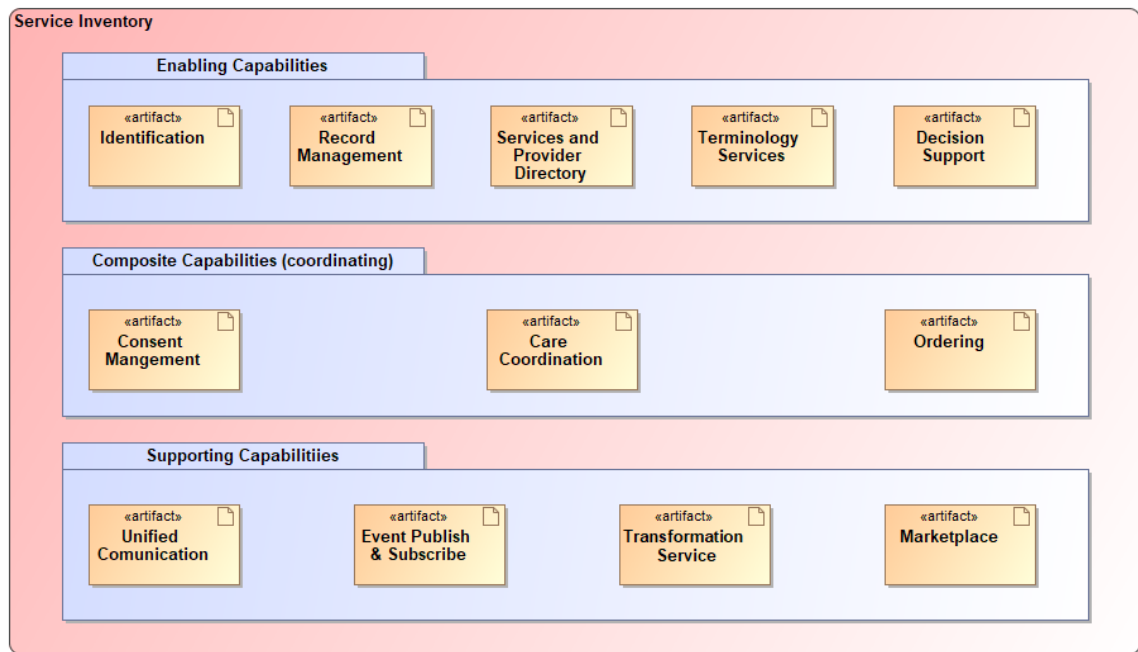 Service Inventory
Enabling Capabilities
«artifact»
Identification
«artifact»
Record
Management
«artifact»
Services and
Provider
Directory
«artifact»
Terminology
Services
«artifact»
Decision
Support
Composite Capabilities (coordinating)
«artifact»
Consent
Mangement
«artifact»
Care
Coordination
«artifact»
Ordering
Supporting Capabilitiies
«artifact»
Unified
Comunication
«artifact»
Event Publish
& Subscribe
«artifact»
Transformation
Service
«artifact»
Marketplace